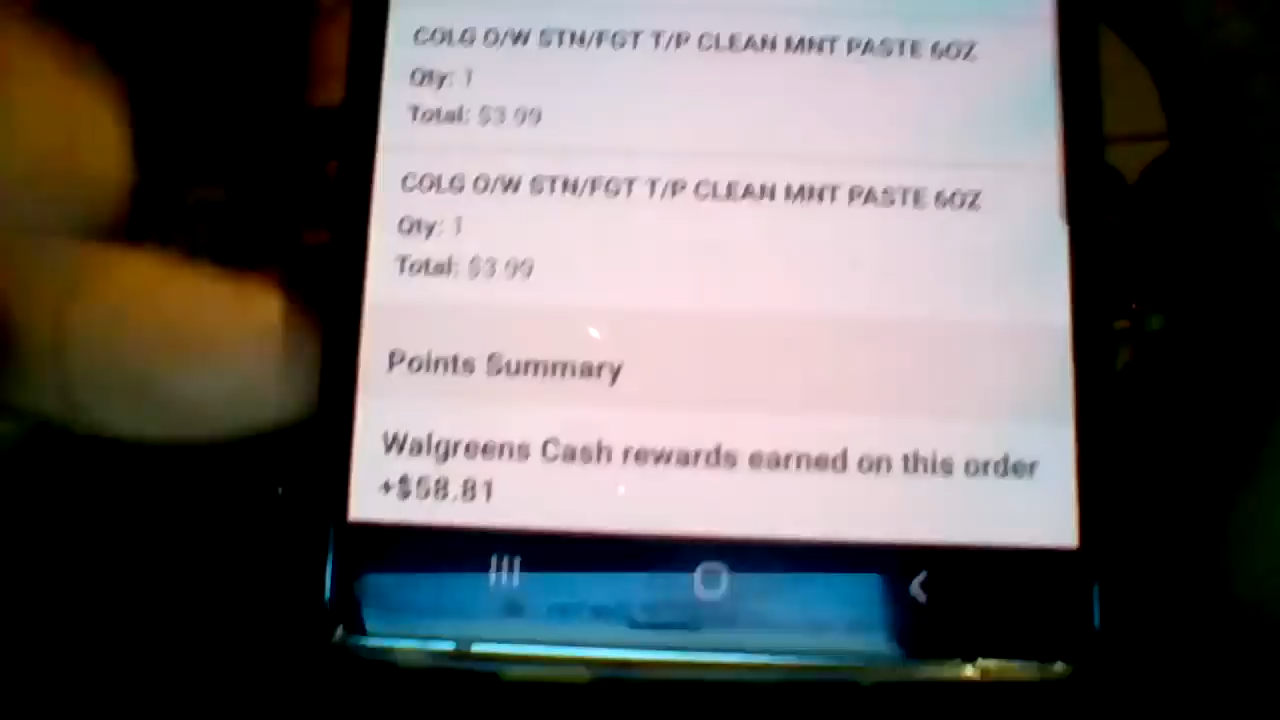 COLG O/W STN/FGT T/P CLEAN MNT PASTE 6OZ
Qty: 1
Total: $3.99
COLG O/W STN/FGT T/P CLEAN MNT PASTE 6OZ
Qty: 1
Total: $3.99
Points Summary
Walgreens Cash rewards earned on this order
+$58.81